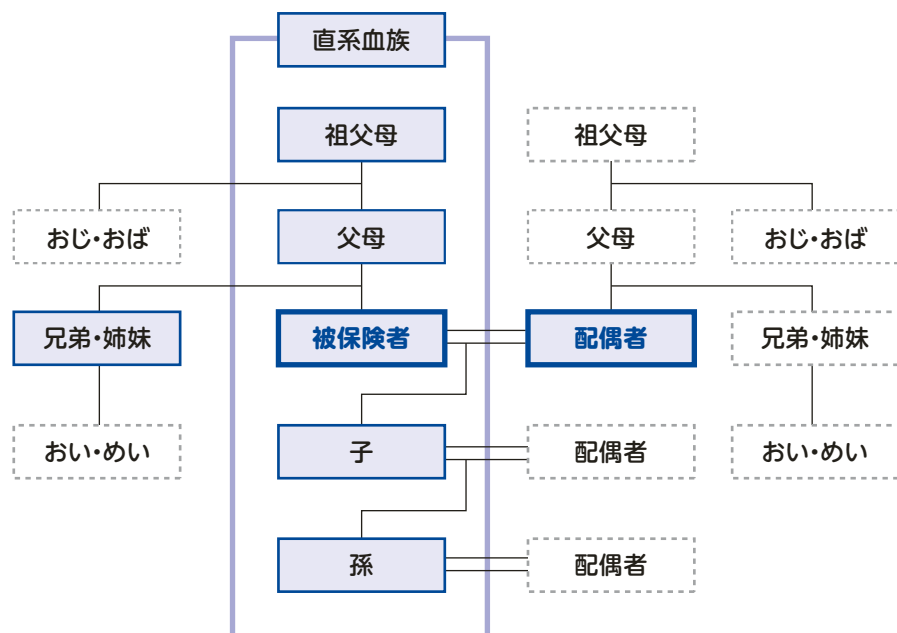 直系血族
祖父母
祖父母
おじ・おば
父母
父母
おじ・おば
兄弟・姉妹
被保険者
配偶者
兄弟・姉妹
おい・めい
子
配偶者
おい・めい
孫
配偶者